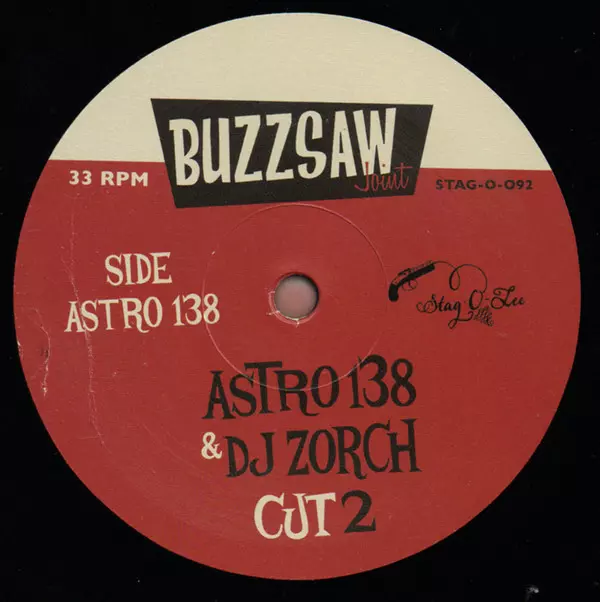 BUZZSAW
Joint
33 RPM
STAG-O-092
SIDE
ASTRO 138
Stag-O-Lee
ASTRO 138
& DJ ZORCH
CUT 2